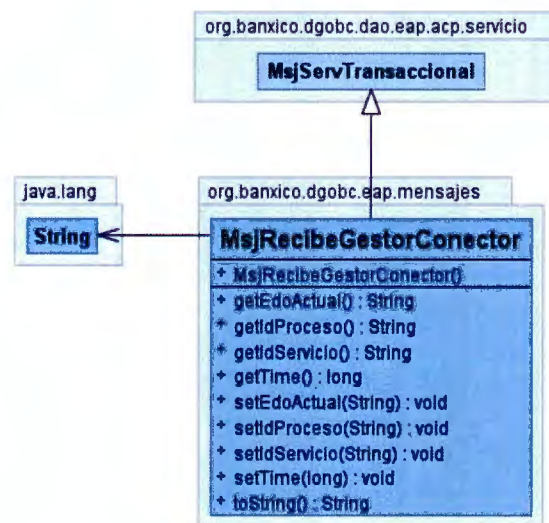 org.banxico.dgobc.dao.eap.acp.servicio
MsjServTransaccional
java.lang
String
org.banxico.dgobc.eap.mensajes
MsjRecibeGestorConector
+ MsjRecibeGestorConector()
+ getEdoActual() : String
+ getIdProceso() : String
+ getIdServicio() : String
+ getTime() : long
+ setEdoActual(String) : void
+ setIdProceso(String) : void
+ setIdServicio(String) : void
+ setTime(long) : void
+ toString() : String